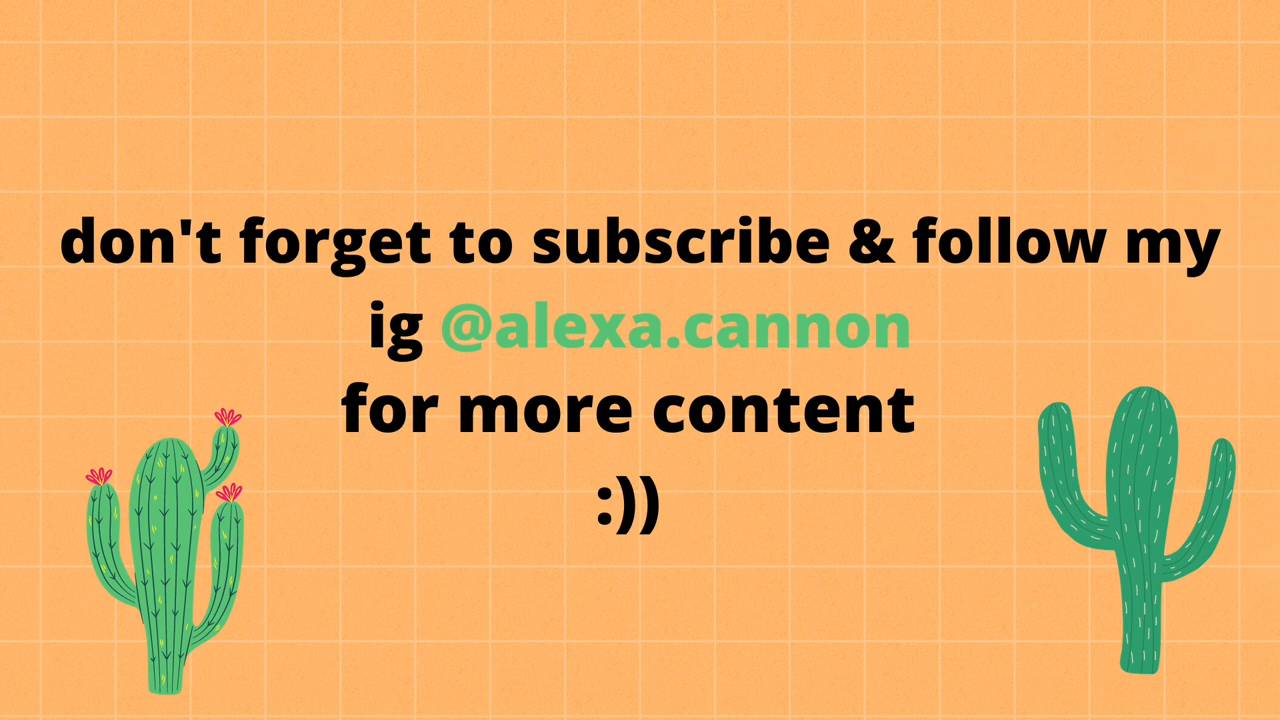 don't forget to subscribe & follow my
ig @alexa.cannon
for more content
:))